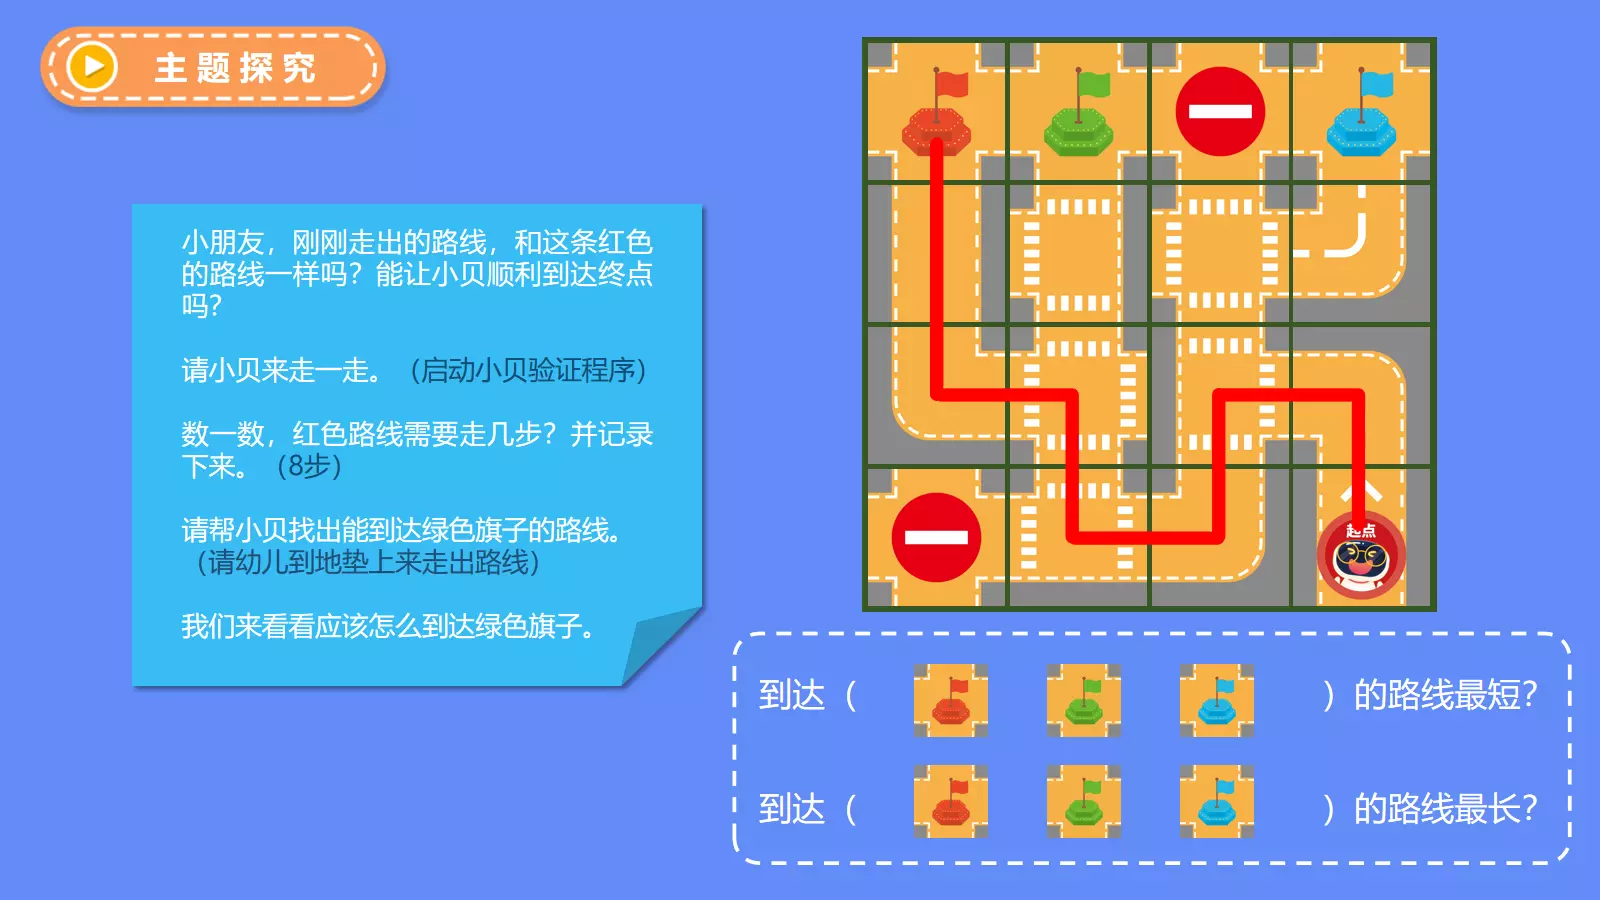 主题探究
小朋友，刚刚走出的路线，和这条红色
的路线一样吗？能让小贝顺利到达终点
吗？
请小贝来走一走。（启动小贝验证程序）
数一数，红色路线需要走几步？并记录
下来。（8步）
请帮小贝找出能到达绿色旗子的路线。
（请幼儿到地垫上来走出路线）
我们来看看应该怎么到达绿色旗子。
起点
到达（ ）的路线最短？
到达（ ）的路线最长？